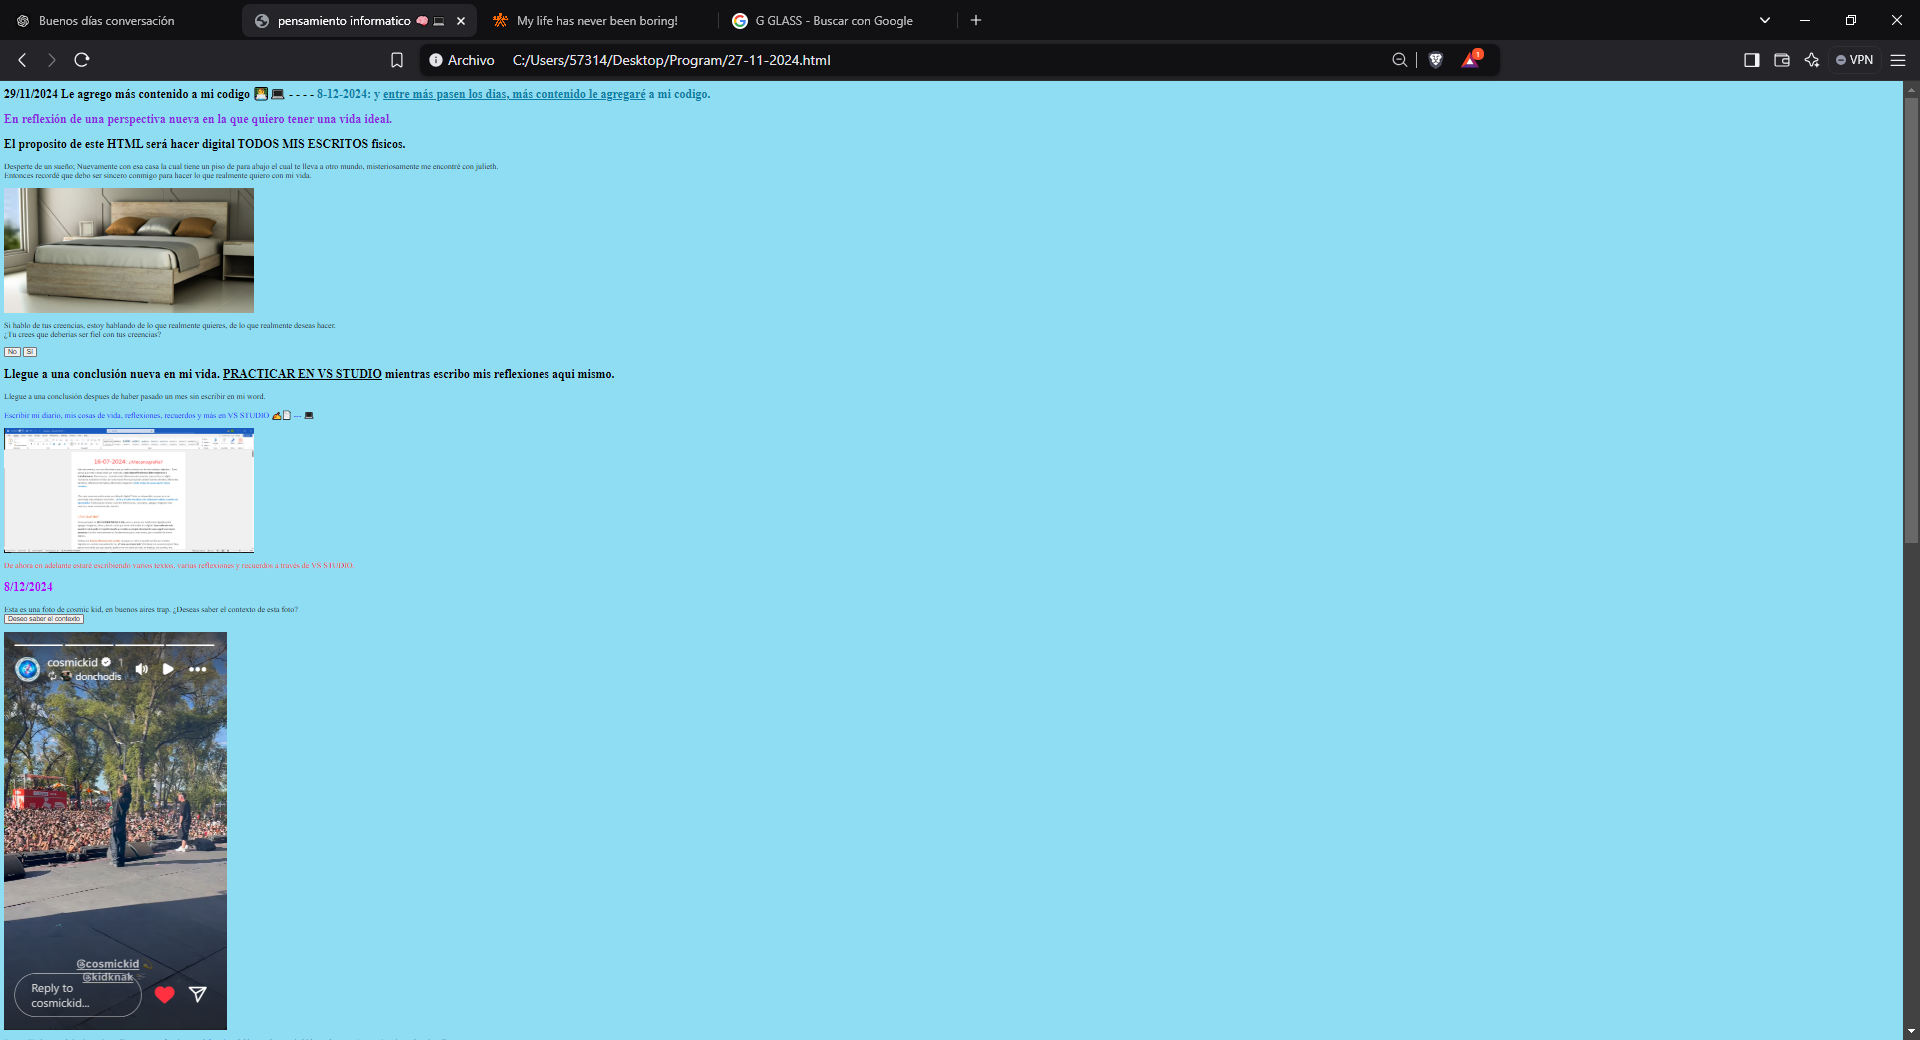 Buenos días conversación
pensamiento informatico 🧠 💻
My life has never been boring!
G GLASS - Buscar con Google
Archivo C:/Users/57314/Desktop/Program/27-11-2024.html
1
VPN
29/11/2024 Le agrego más contenido a mi codigo 👩‍💻 💻 - - - - 8-12-2024: y entre más pasen los dias, más contenido le agregaré a mi codigo.
En reflexión de una perspectiva nueva en la que quiero tener una vida ideal.
El proposito de este HTML será hacer digital TODOS MIS ESCRITOS fisicos.
Desperte de un sueño; Nuevamente con esa casa la cual tiene un piso de para abajo el cual te lleva a otro mundo, misteriosamente me encontré con julieth.
Entonces recordé que debo ser sincero conmigo para hacer lo que realmente quiero con mi vida.
Si hablo de tus creencias, estoy hablando de lo que realmente quieres, de lo que realmente deseas hacer.
¿Tu crees que deberias ser fiel con tus creencias?
No Sí
Llegue a una conclusión nueva en mi vida. PRACTICAR EN VS STUDIO mientras escribo mis reflexiones aqui mismo.
Llegue a una conclusión despues de haber pasado un mes sin escribir en mi word.
Escribir mi diario, mis cosas de vida, reflexiones, recuerdos y más en VS STUDIO ✍📄 --- 💻
16-07-2024: ¿Mecanografia?
De ahora en adelante estaré escribiendo varios textos, varias reflexiones y recuerdos a través de VS STUDIO.
8/12/2024
Esta es una foto de cosmic kid, en buenos aires trap. ¿Deseas saber el contexto de esta foto?
Deseo saber el contexto
cosmickid 1
donchodis
@cosmickid
@kidknak
Reply to
cosmickid...